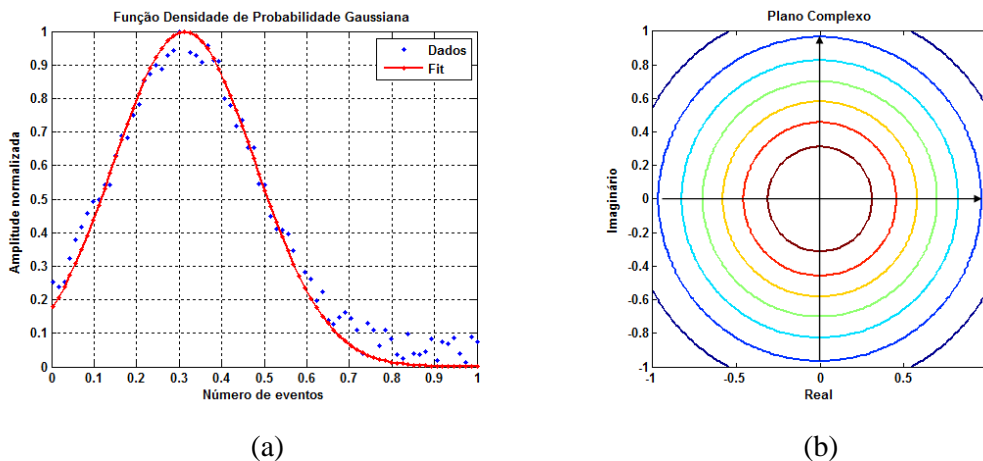 Função Densidade de Probabilidade Gaussiana
Amplitude normalizada
1
0.9
0.8
0.7
0.6
0.5
0.4
0.3
0.2
0.1
0
0 0.1 0.2 0.3 0.4 0.5 0.6 0.7 0.8 0.9 1
Número de eventos
Dados
Fit
(a)
Plano Complexo
Imaginário
1
0.8
0.6
0.4
0.2
0
-0.2
-0.4
-0.6
-0.8
-1
-1 -0.5 0 0.5
Real
(b)